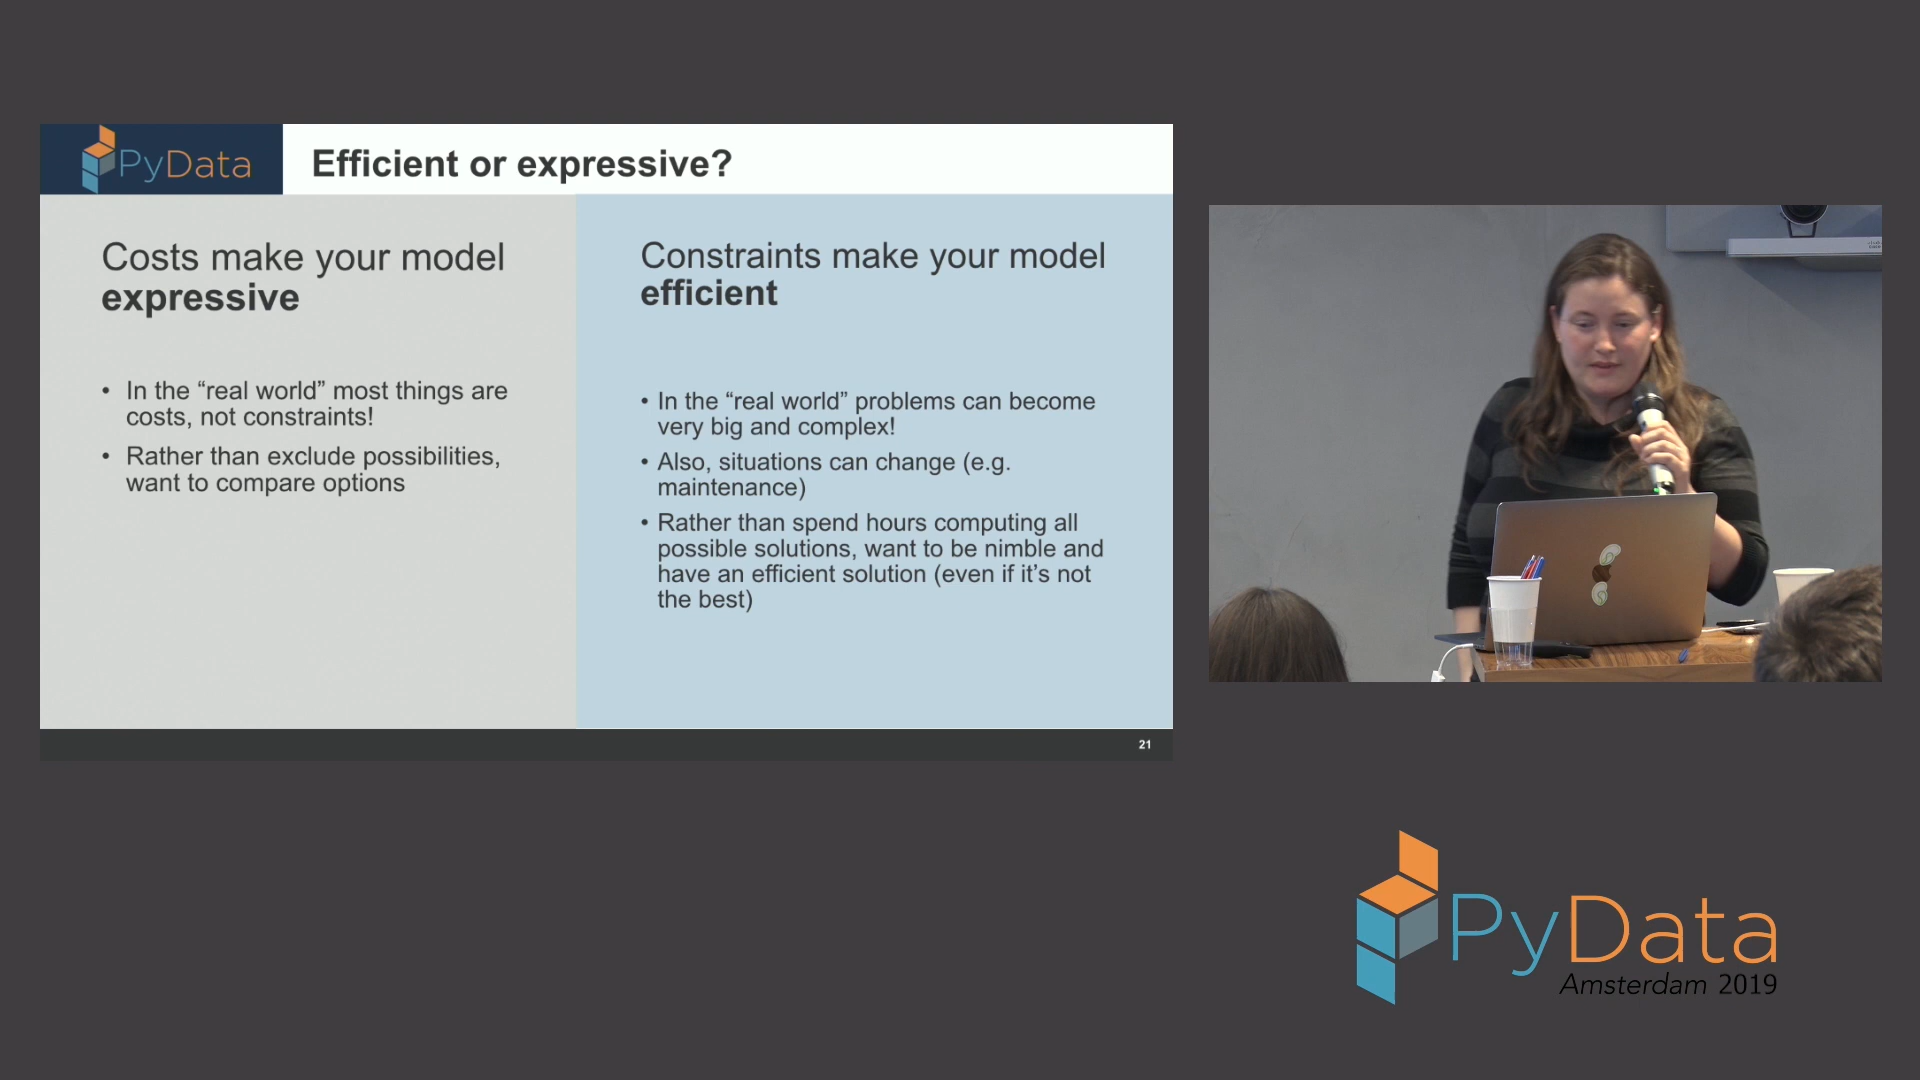 PyData
Efficient or expressive?
Costs make your model
expressive
• In the “real world” most things are
costs, not constraints!
• Rather than exclude possibilities,
want to compare options
Constraints make your model
efficient
• In the “real world” problems can become
very big and complex!
• Also, situations can change (e.g.
maintenance)
• Rather than spend hours computing all
possible solutions, want to be nimble and
have an efficient solution (even if it’s not
the best)
21
PyData
Amsterdam 2019